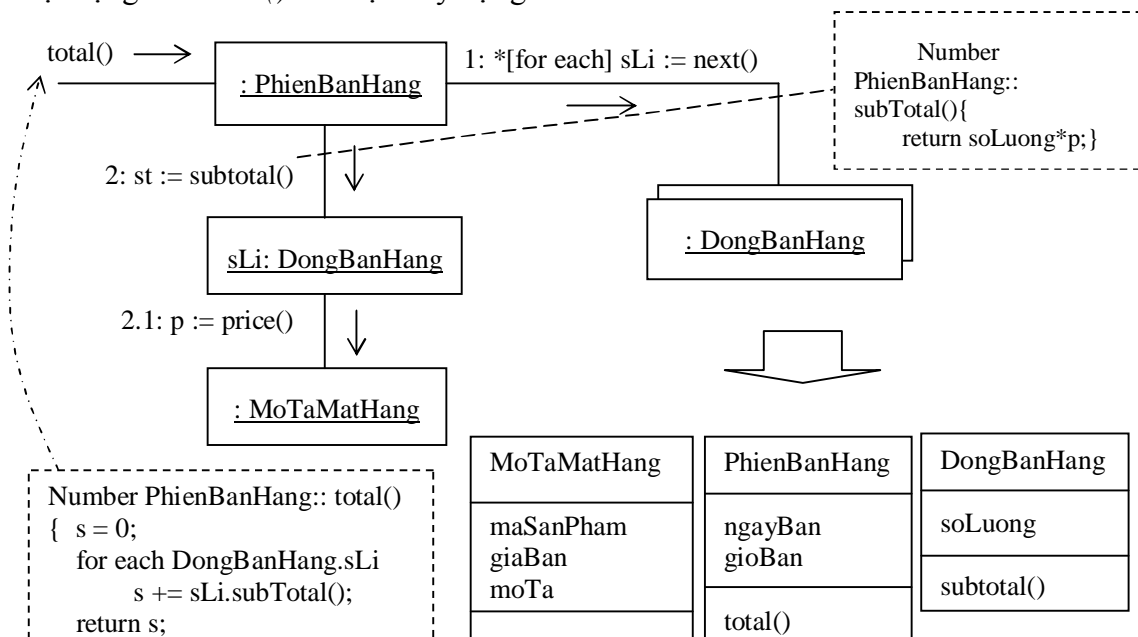 total()
: PhienBanHang
1: *[for each] sLi := next()
Number
PhienBanHang::
subTotal(){
return soLuong*p;}
2: st := subtotal()
sLi: DongBanHang
: DongBanHang
2.1: p := price()
: MoTaMatHang
Number PhienBanHang:: total()
{ s = 0;
for each DongBanHang.sLi
s += sLi.subTotal();
return s;
MoTaMatHang
maSanPham
giaBan
moTa
PhienBanHang
ngayBan
gioBan
total()
DongBanHang
soLuong
subtotal()